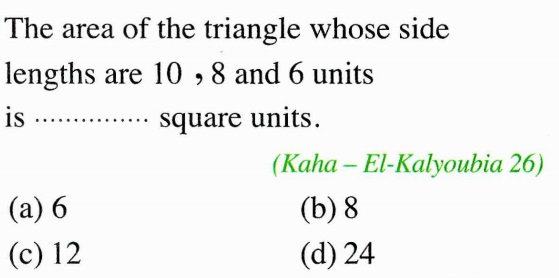 The area of the triangle whose side
lengths are 10 , 8 and 6 units
is ............... square units.
(Kaha – El-Kalyoubia 26)
(a) 6 (b) 8
(c) 12 (d) 24